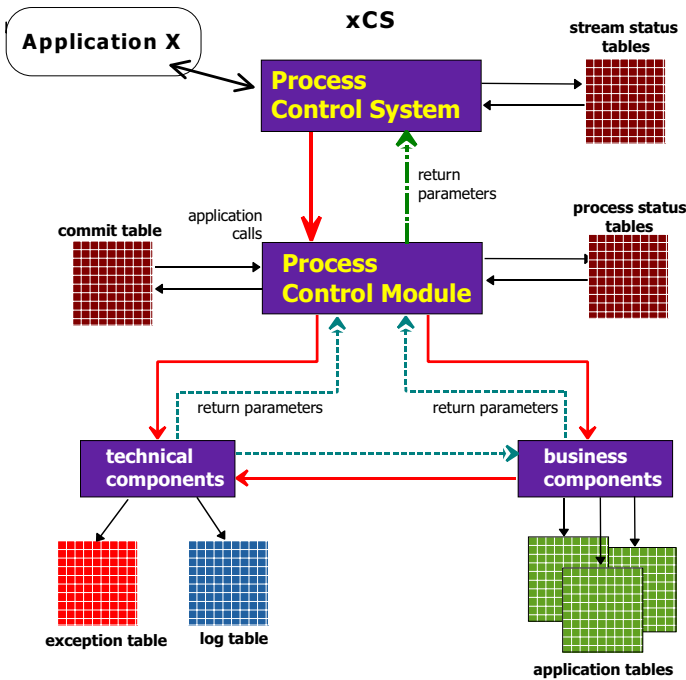 xCS
Application X
stream status
tables
Process
Control System
return
parameters
application
calls
commit table
process status
tables
Process
Control Module
return parameters
return parameters
technical
components
business
components
exception table
log table
application tables